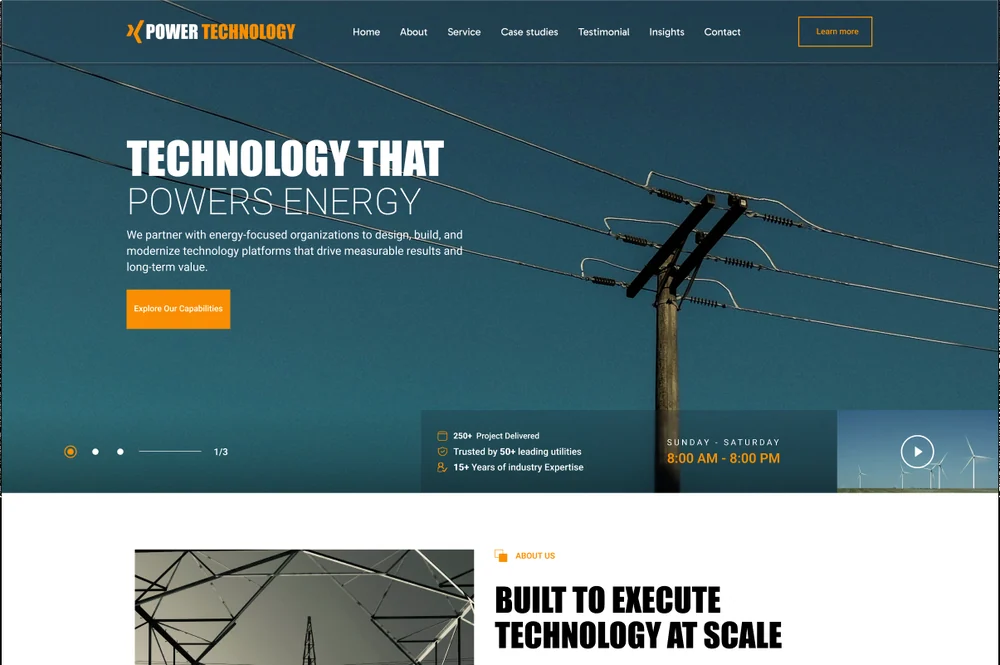 POWER TECHNOLOGY
Home About Service Case studies Testimonial Insights Contact
Learn more
TECHNOLOGY THAT
POWERS ENERGY
We partner with energy-focused organizations to design, build, and
modernize technology platforms that drive measurable results and
long-term value.
Explore Our Capabilities
1/3
250+ Project Delivered
Trusted by 50+ leading utilities
15+ Years of industry Expertise
SUNDAY - SATURDAY
8:00 AM - 8:00 PM
ABOUT US
BUILT TO EXECUTE
TECHNOLOGY AT SCALE